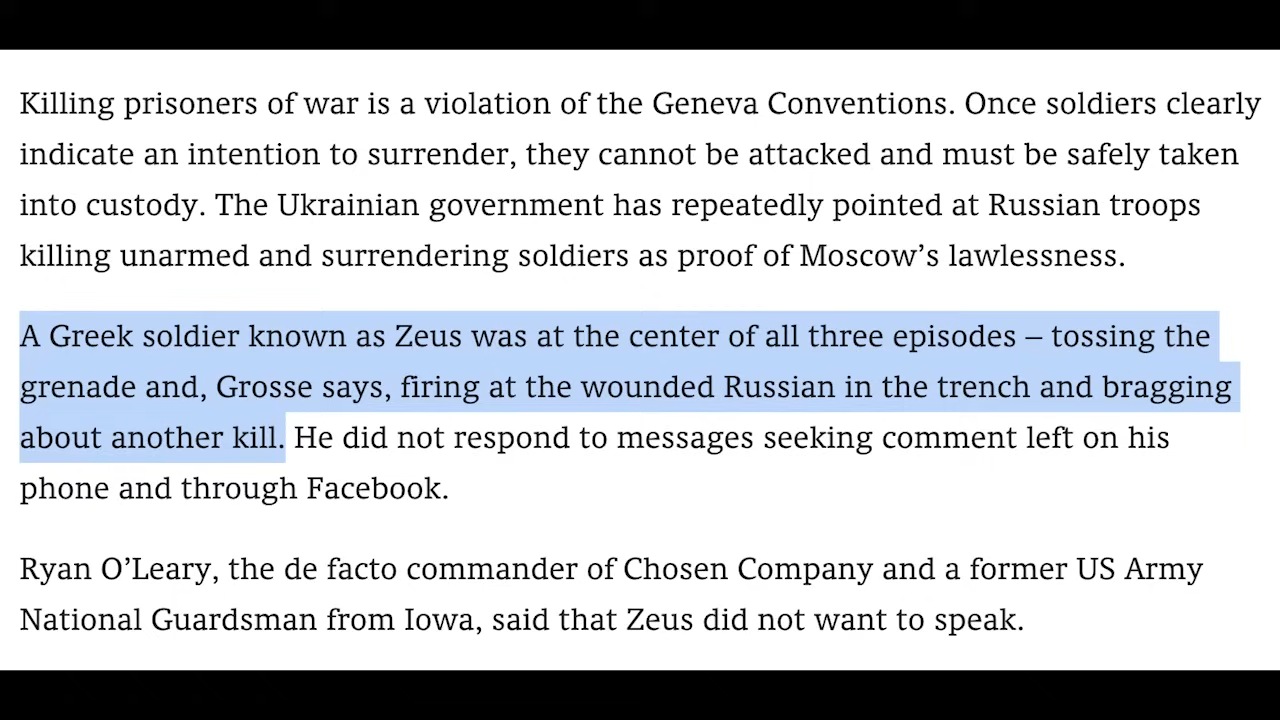 Killing prisoners of war is a violation of the Geneva Conventions. Once soldiers clearly
indicate an intention to surrender, they cannot be attacked and must be safely taken
into custody. The Ukrainian government has repeatedly pointed at Russian troops
killing unarmed and surrendering soldiers as proof of Moscow’s lawlessness.
A Greek soldier known as Zeus was at the center of all three episodes – tossing the
grenade and, Grosse says, firing at the wounded Russian in the trench and bragging
about another kill. He did not respond to messages seeking comment left on his
phone and through Facebook.
Ryan O’Leary, the de facto commander of Chosen Company and a former US Army
National Guardsman from Iowa, said that Zeus did not want to speak.